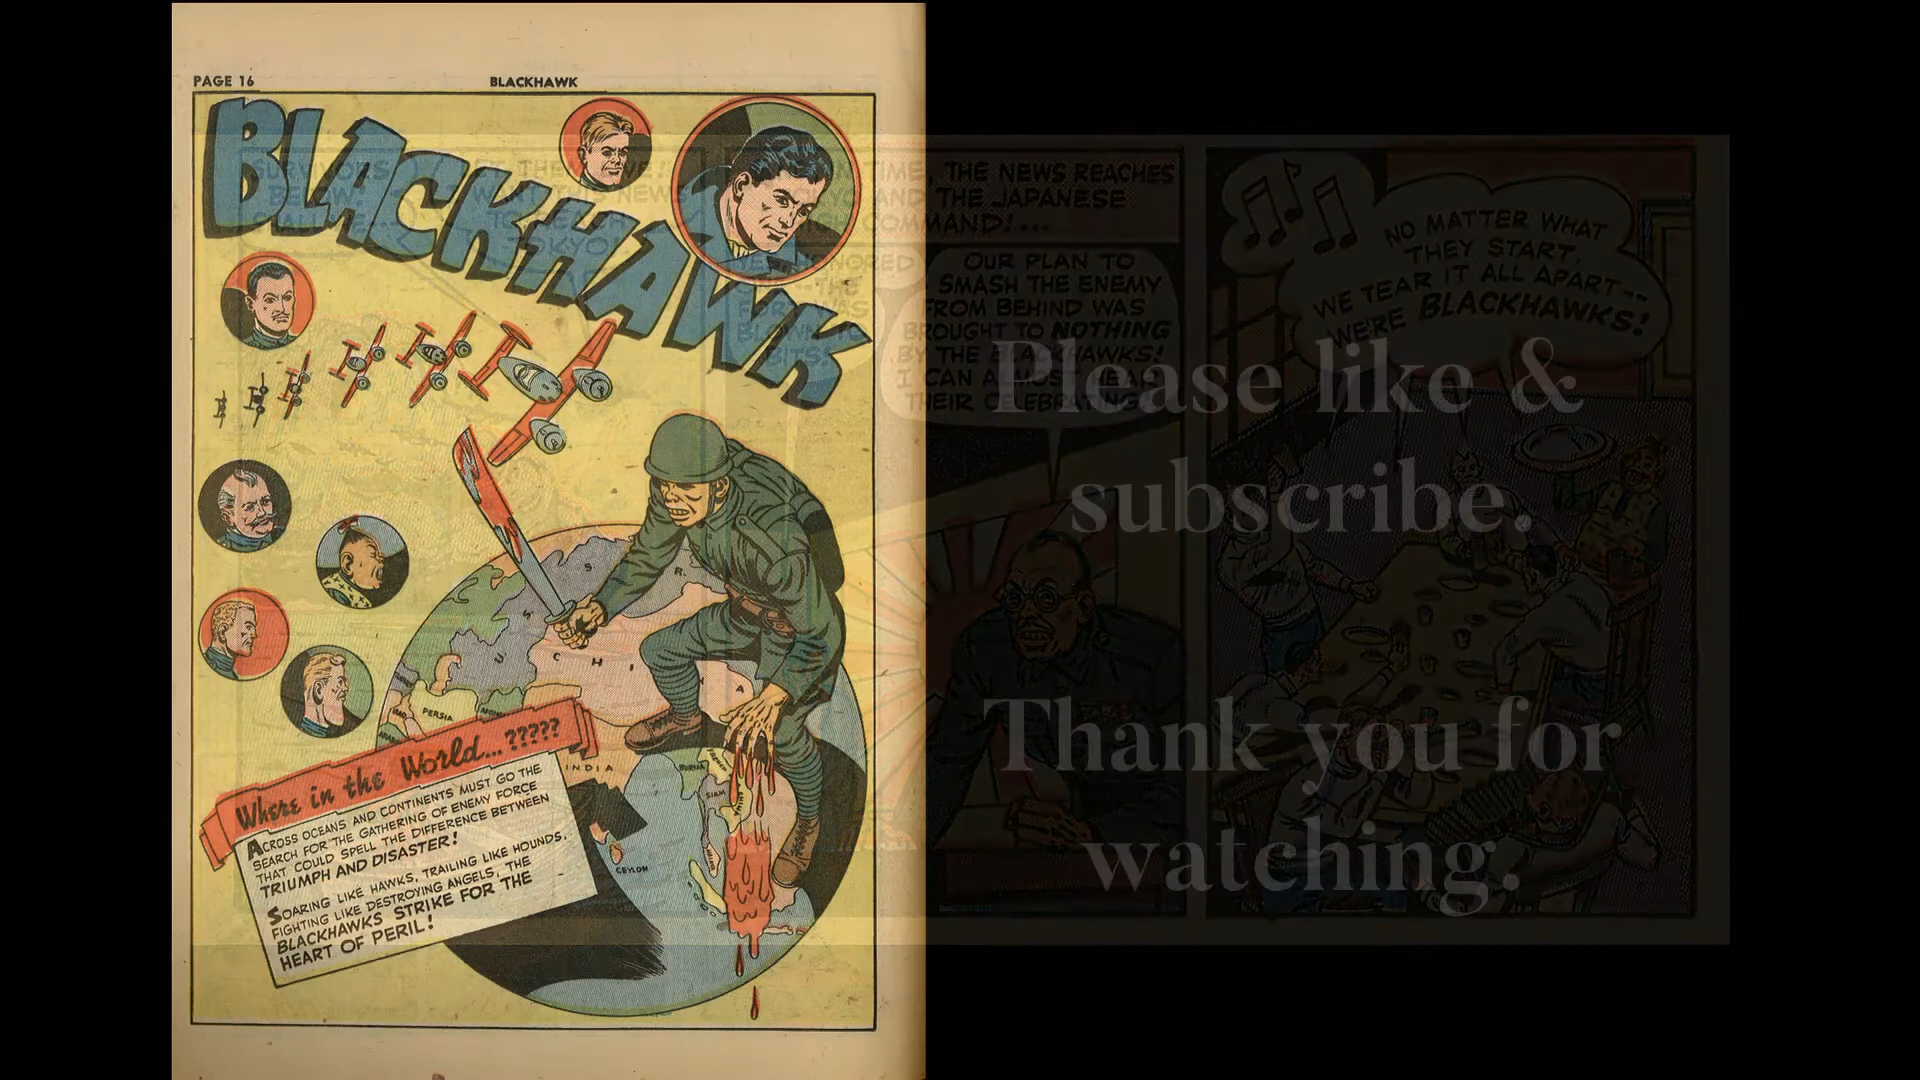 PAGE 16
BLACKHAWK
BLACKHAWK
Where in the World...?????
ACROSS OCEANS AND CONTINENTS MUST GO THE
SEARCH FOR THE GATHERING OF ENEMY FORCE
THAT COULD SPELL THE DIFFERENCE BETWEEN
TRIUMPH AND DISASTER!
SOARING LIKE HAWKS, TRAILING LIKE HOUNDS,
FIGHTING LIKE DESTROYING ANGELS, THE
BLACKHAWKS STRIKE FOR THE
HEART OF PERIL!
U. S. S. R.
CHINA
PERSIA
INDIA
BURMA
SIAM
CEYLON
, THE NEWS REACHES
AND THE JAPANESE
COMMAND!...
OUR PLAN TO
SMASH THE ENEMY
FROM BEHIND WAS
BROUGHT TO NOTHING
BY THE BLACKHAWKS!
I CAN ALMOST HEAR
THEIR CELEBRATING
NO MATTER WHAT
THEY START,
WE TEAR IT ALL APART--
WE'RE BLACKHAWKS!
Please like &
subscribe.
Thank you for
watching.